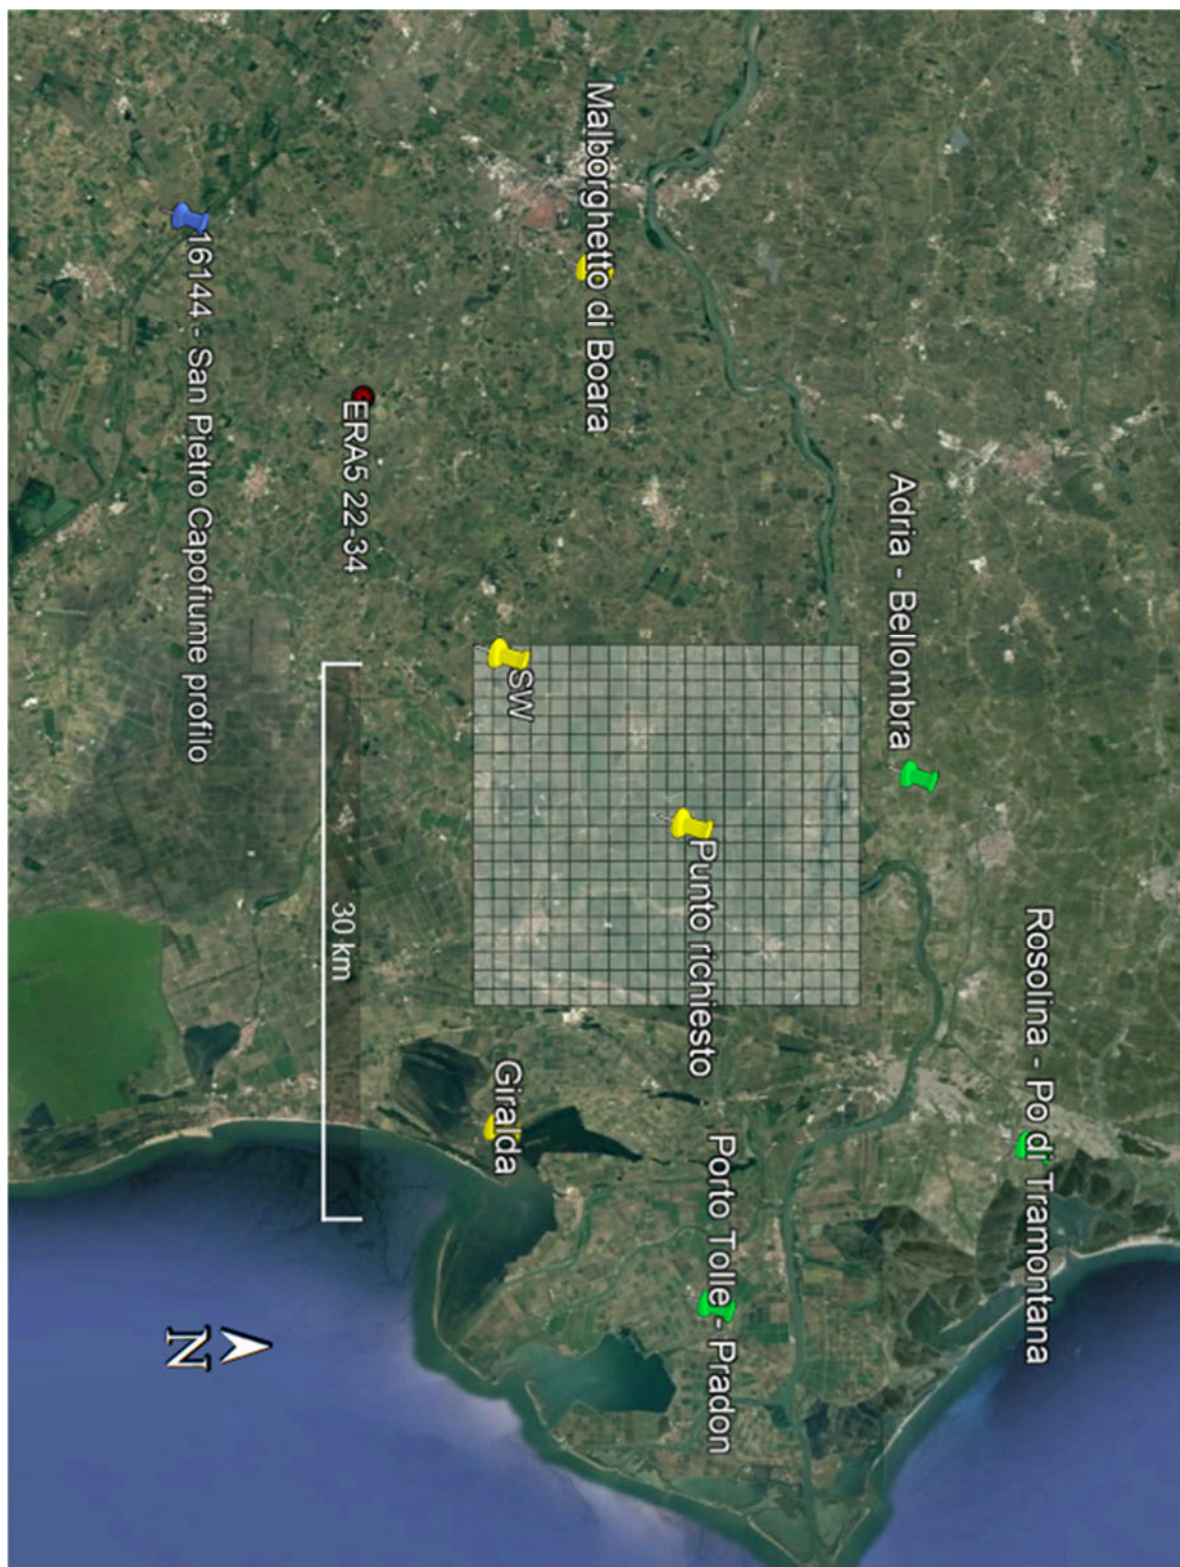 Rosolina - Po di Tramontana
Adria - Bellombra
Porto Tolle - Pradon
Punto richiesto
Malborghetto di Boara
SW
Giralda
ERA5 22-34
30 km
16144 - San Pietro Capofiume profilo
N